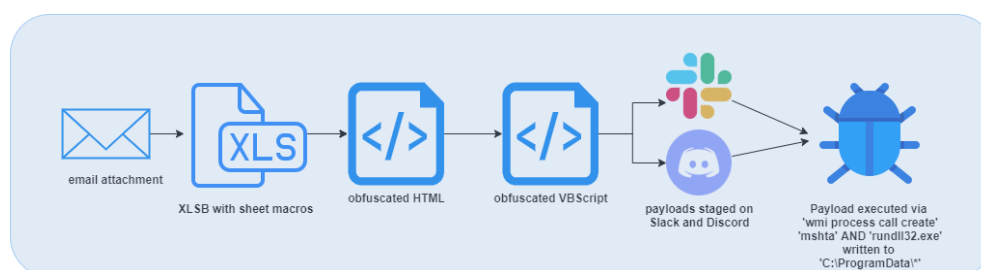 XLS
</>
</>
email attachment
XLSB with sheet macros
obfuscated HTML
obfuscated VBScript
payloads staged on
Slack and Discord
Payload executed via
'wmi process call create'
'mshta' AND 'rundll32.exe'
written to
'C:\ProgramData\*'